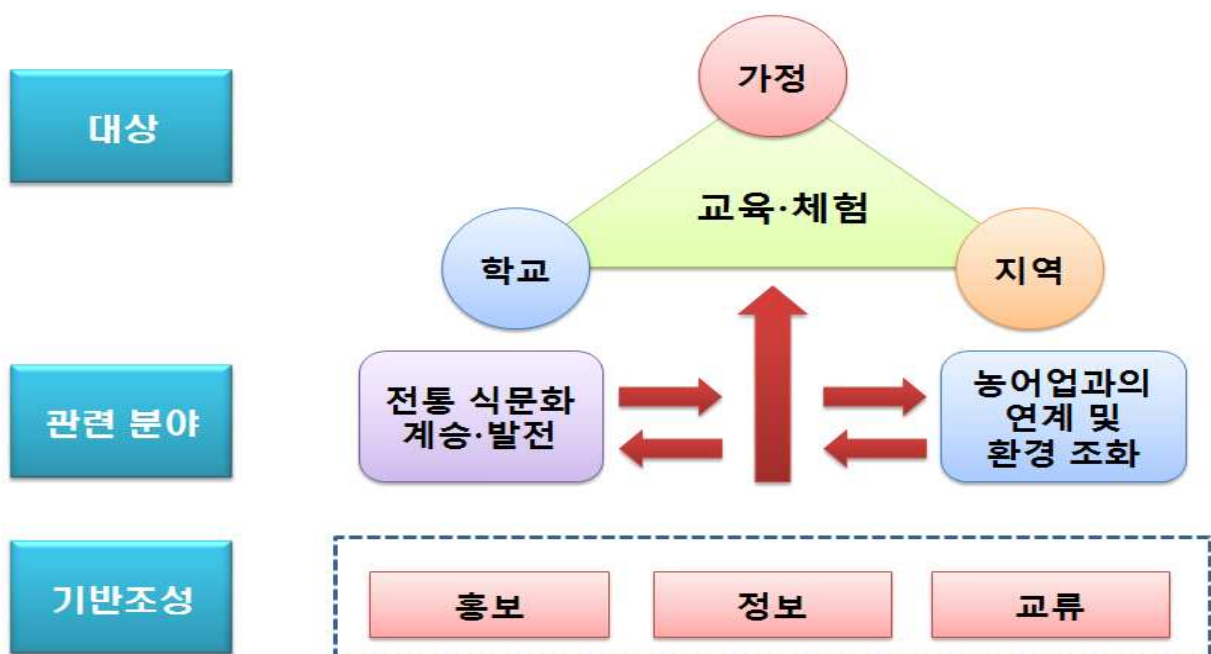 가정
대상
교육·체험
학교
지역
관련 분야
전통 식문화
계승·발전
농어업과의
연계 및
환경 조화
기반조성
홍보
정보
교류